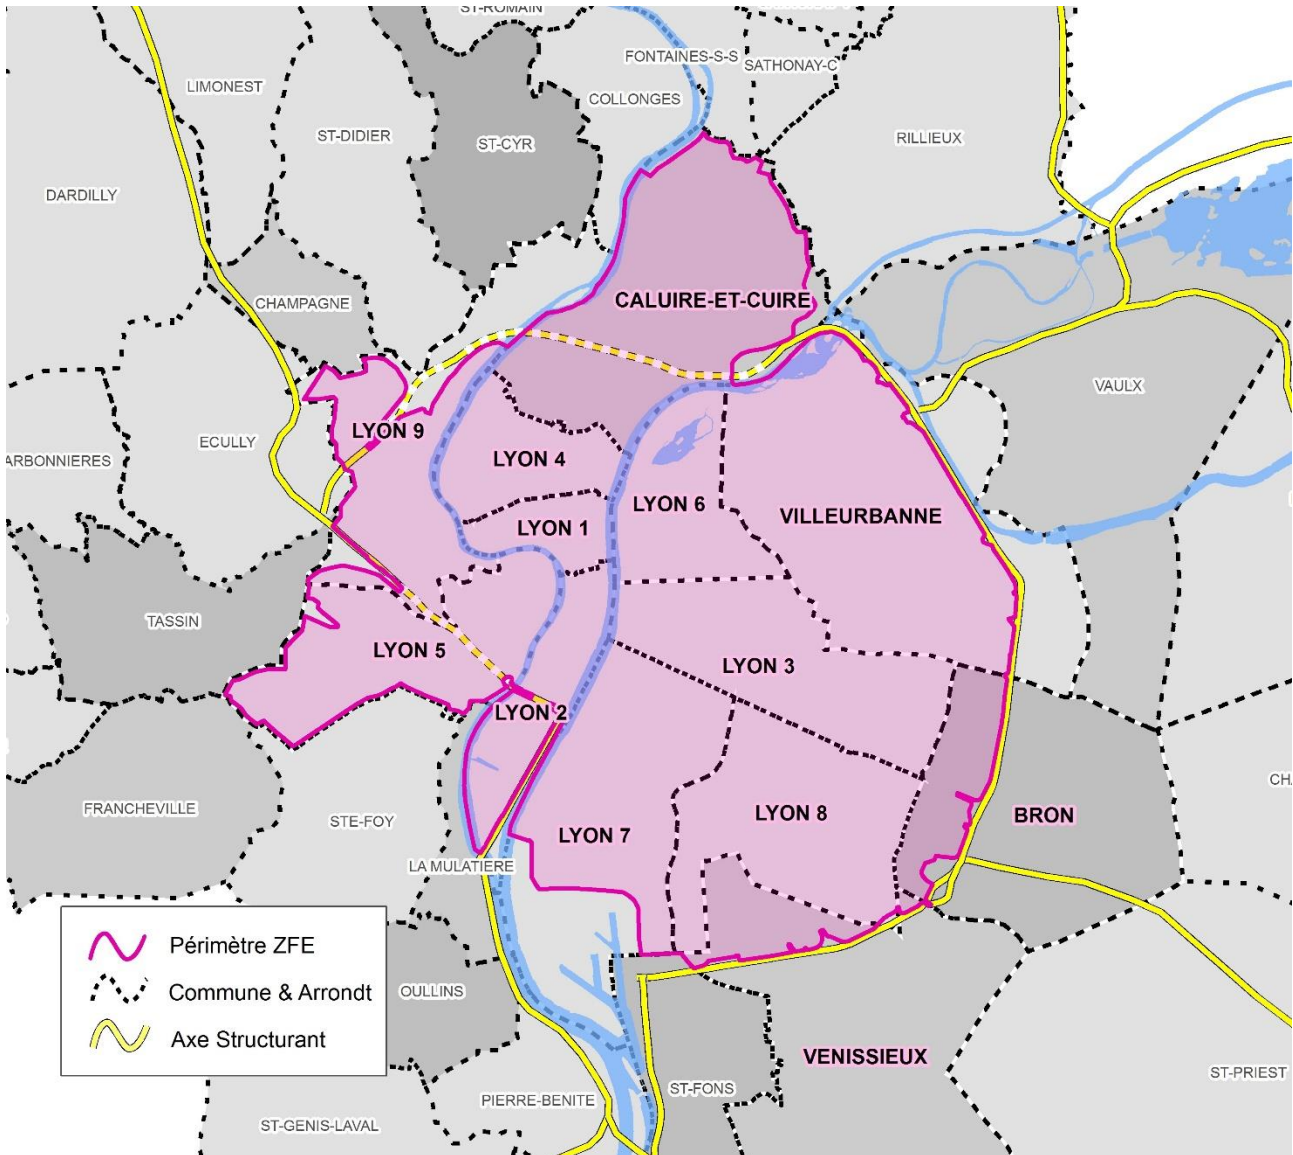 ST-ROMAIN
FONTAINES-S-S
SATHONAY-C
LIMONEST
COLLONGES
ST-DIDIER
ST-CYR
RILLIEUX
DARDILLY
CHAMPAGNE
CALUIRE-ET-CUIRE
VAULX
LYON 9
ECULLY
ARBONNIERES
LYON 4
LYON 6
VILLEURBANNE
LYON 1
TASSIN
LYON 5
LYON 3
LYON 2
CHA
FRANCHEVILLE
STE-FOY
LYON 7
LYON 8
BRON
LA MULATIERE
Périmètre ZFE
Commune & Arrondt
Axe Structurant
OULLINS
VENISSIEUX
ST-PRIEST
ST-FONS
PIERRE-BENITE
ST-GENIS-LAVAL